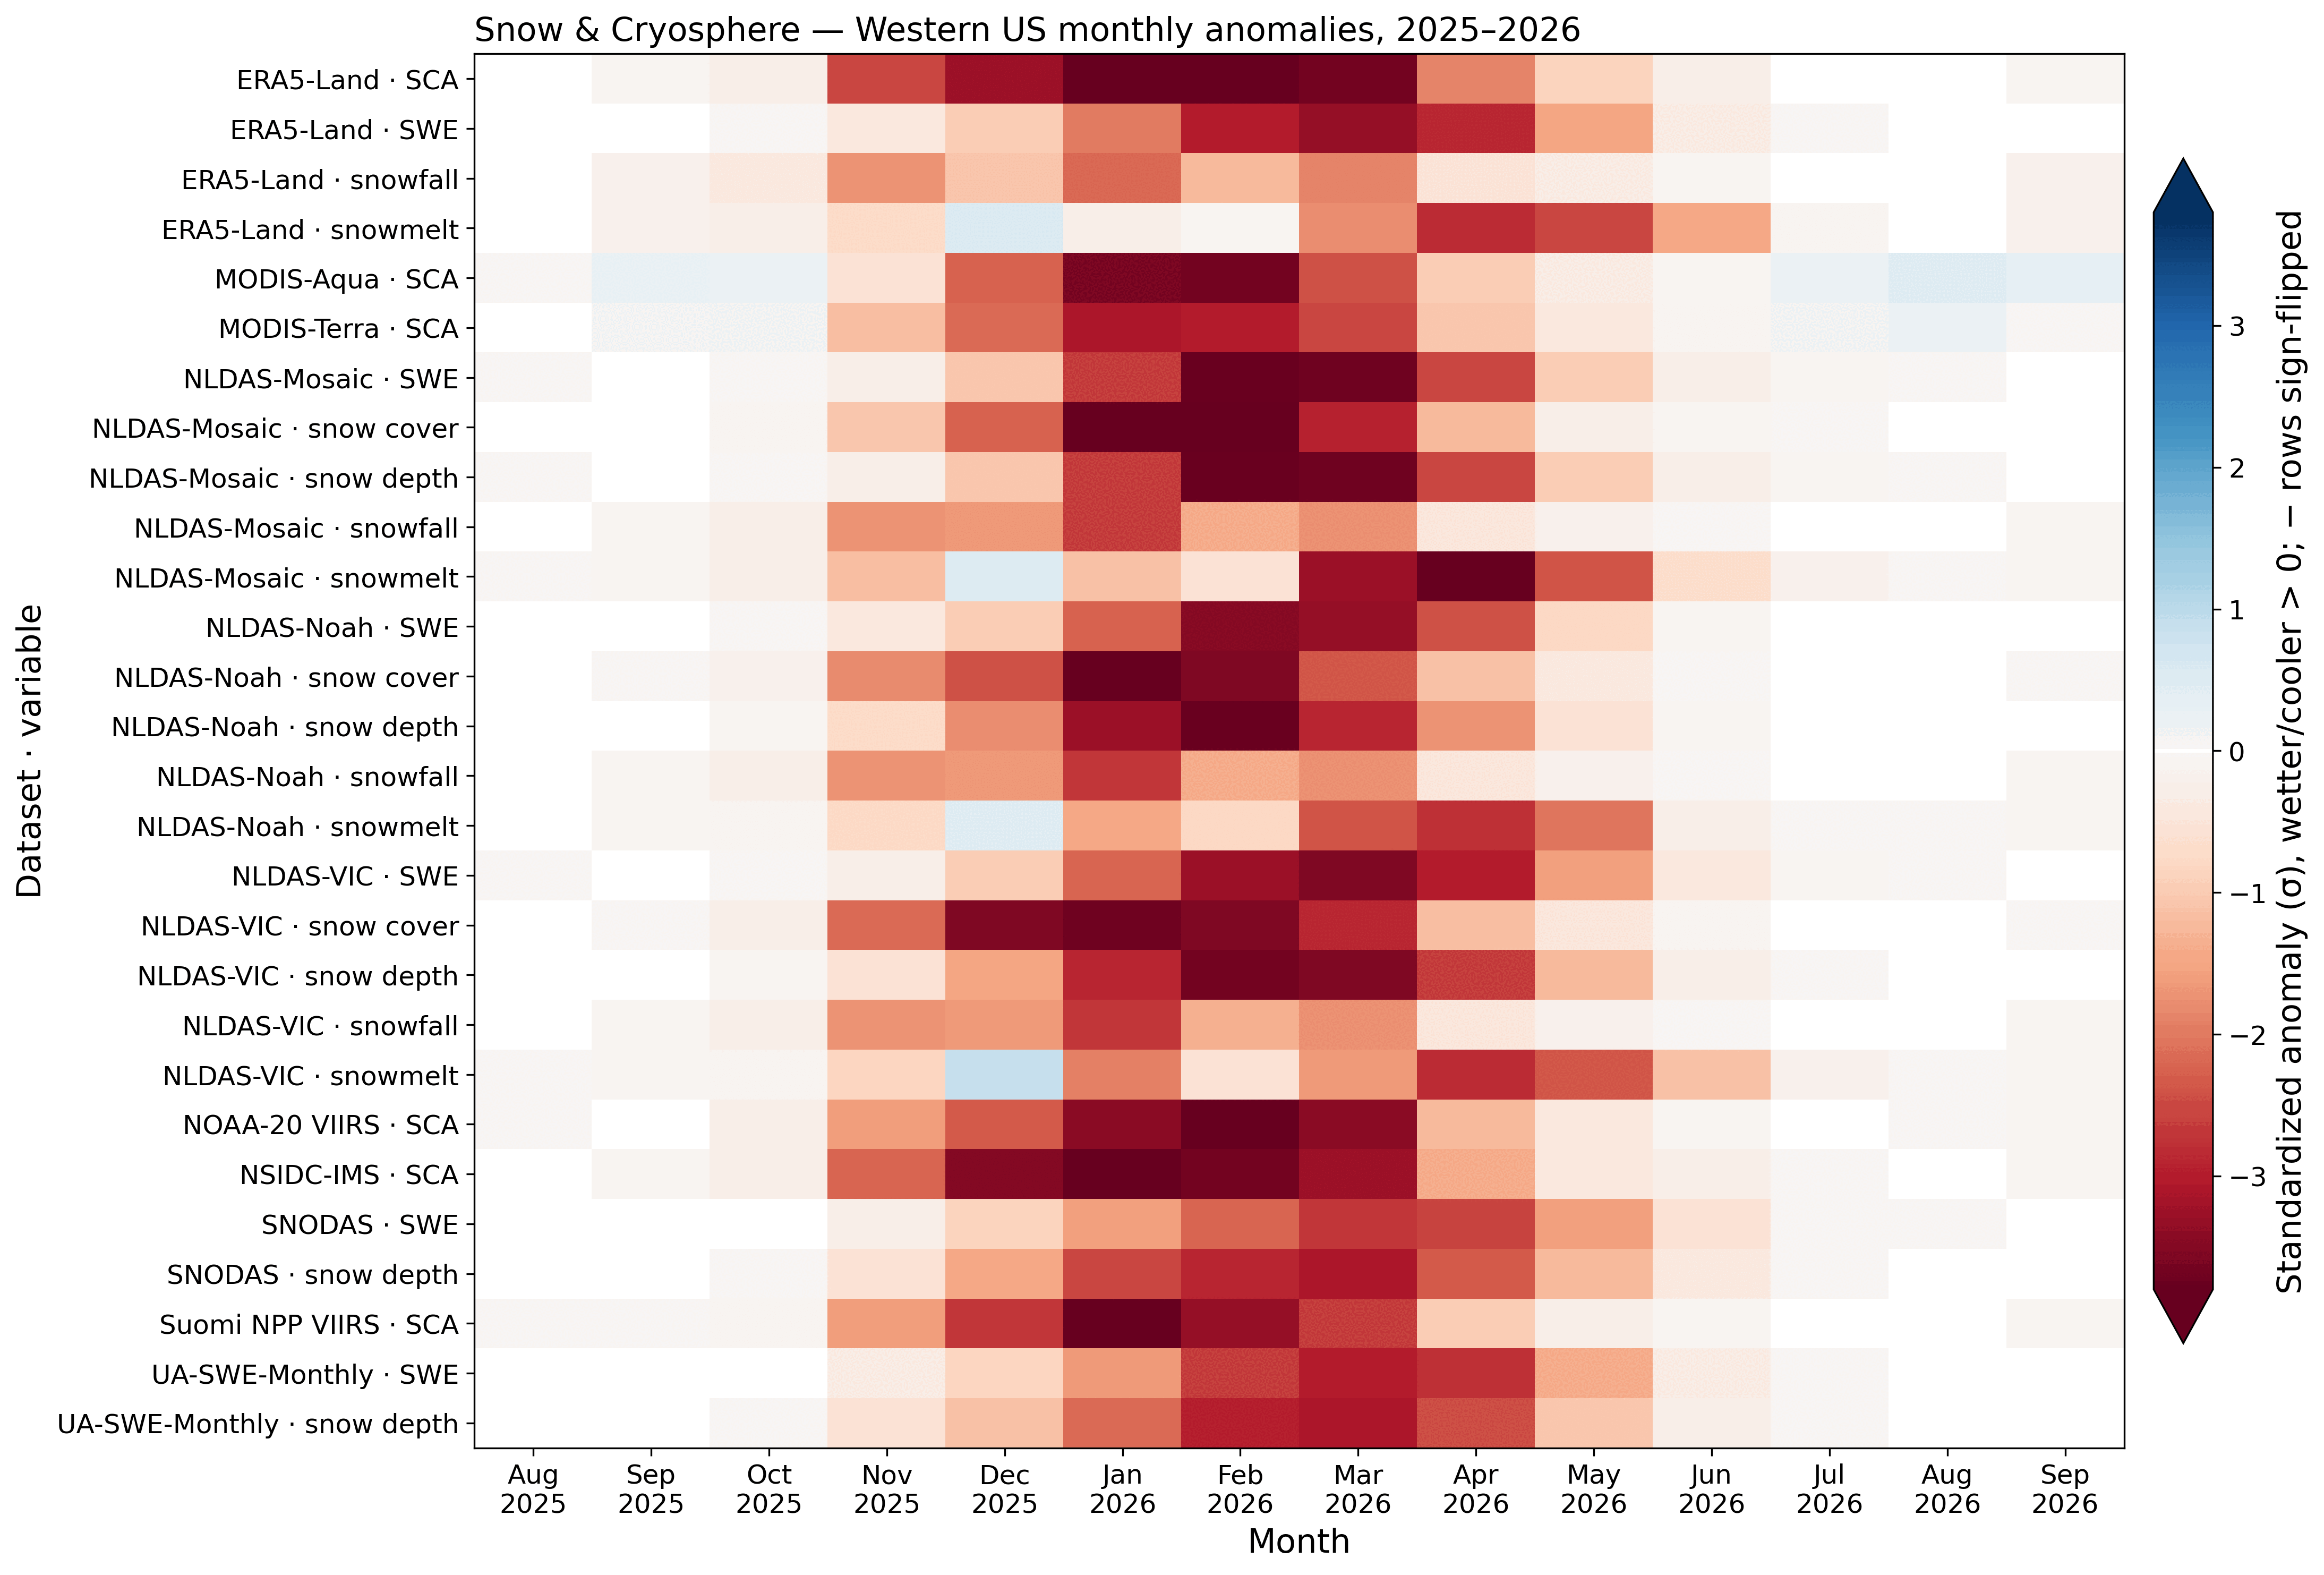 Snow & Cryosphere — Western US monthly anomalies, 2025–2026
Dataset · variable
ERA5-Land · SCA
ERA5-Land · SWE
ERA5-Land · snowfall
ERA5-Land · snowmelt
MODIS-Aqua · SCA
MODIS-Terra · SCA
NLDAS-Mosaic · SWE
NLDAS-Mosaic · snow cover
NLDAS-Mosaic · snow depth
NLDAS-Mosaic · snowfall
NLDAS-Mosaic · snowmelt
NLDAS-Noah · SWE
NLDAS-Noah · snow cover
NLDAS-Noah · snow depth
NLDAS-Noah · snowfall
NLDAS-Noah · snowmelt
NLDAS-VIC · SWE
NLDAS-VIC · snow cover
NLDAS-VIC · snow depth
NLDAS-VIC · snowfall
NLDAS-VIC · snowmelt
NOAA-20 VIIRS · SCA
NSIDC-IMS · SCA
SNODAS · SWE
SNODAS · snow depth
Suomi NPP VIIRS · SCA
UA-SWE-Monthly · SWE
UA-SWE-Monthly · snow depth
Aug Sep Oct Nov Dec Jan Feb Mar Apr May Jun Jul Aug Sep
2025 2025 2025 2025 2025 2026 2026 2026 2026 2026 2026 2026 2026 2026
Month
3
2
1
0
−1
−2
−3
Standardized anomaly (σ), wetter/cooler > 0; − rows sign-flipped